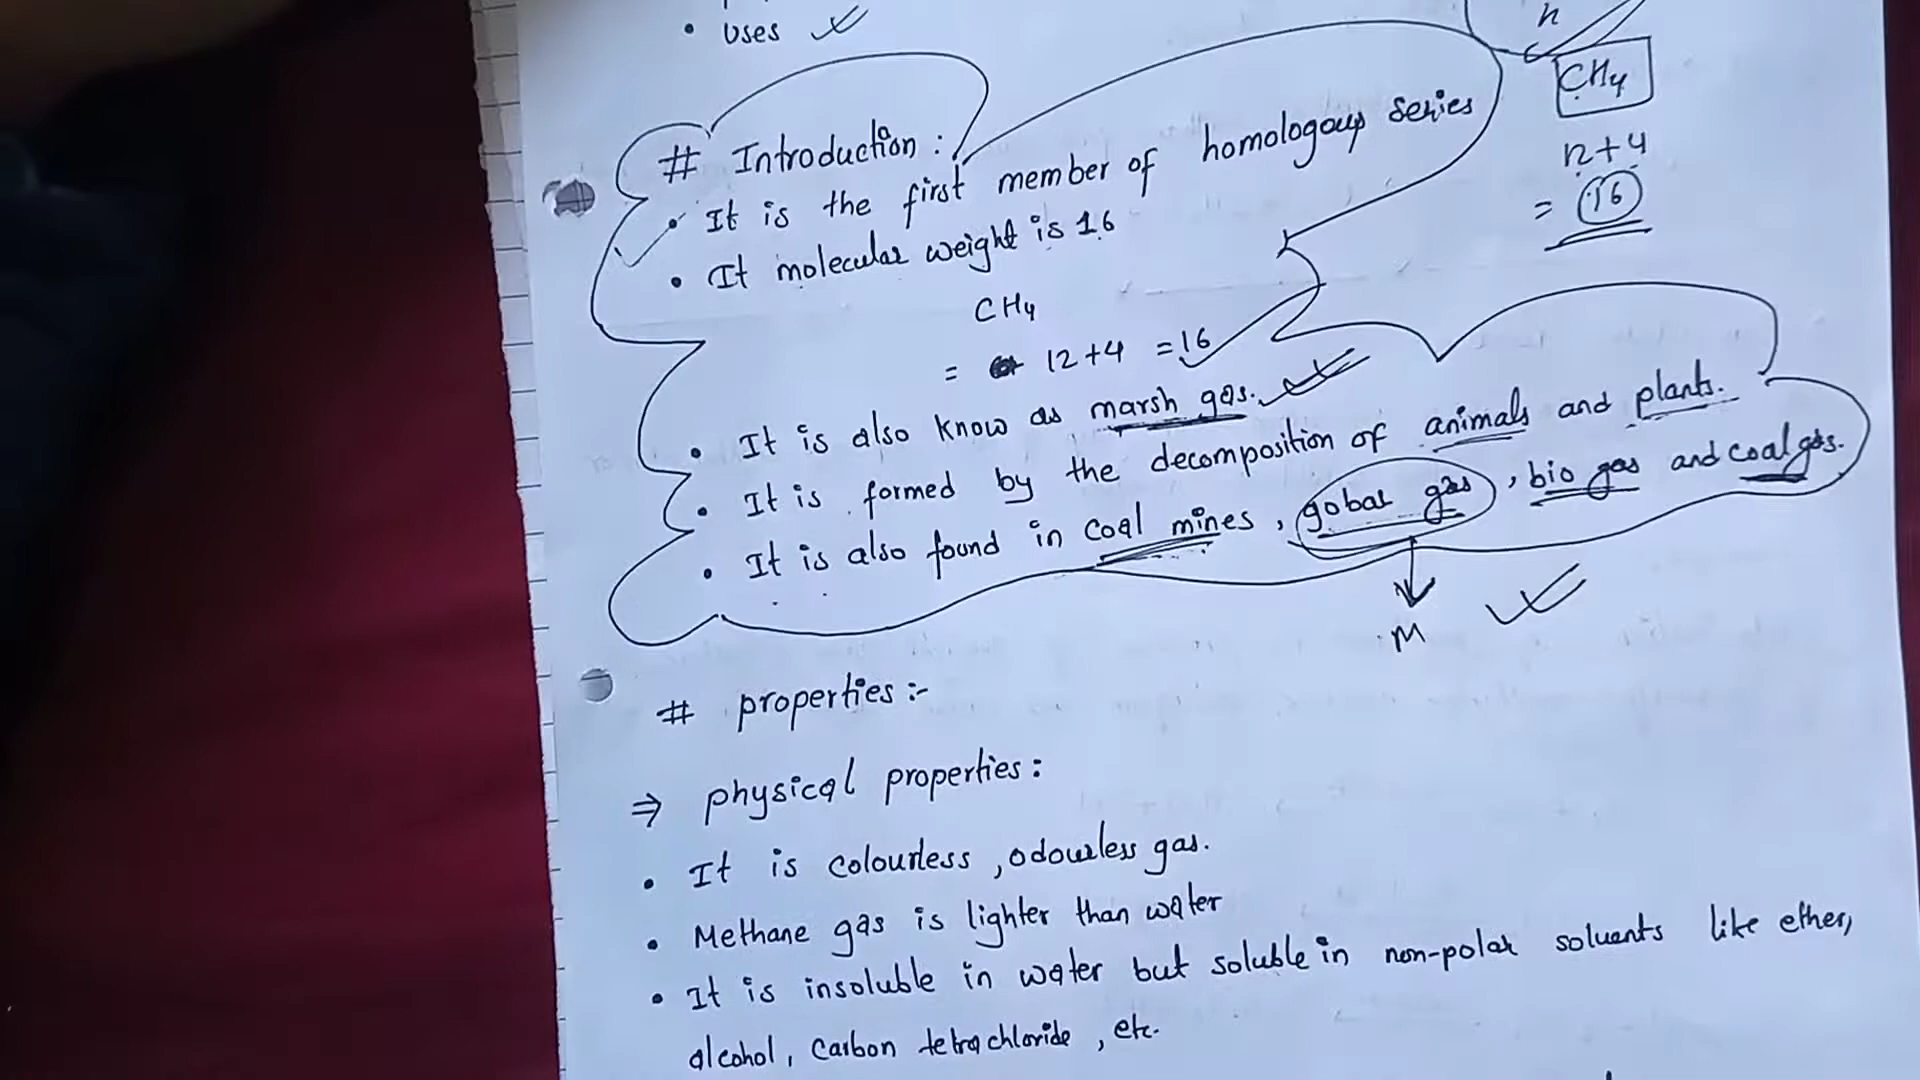 • Uses
n
CH4
12+4
= 16
# Introduction :
• It is the first member of homologous series
• It molecular weight is 16
CH4
= 12+4 =16
• It is also know as marsh gas.
• It is formed by the decomposition of animals and plants.
• It is also found in coal mines, gobar gas, bio gas and coal gas.
M
# properties :-
⇒ physical properties :
• It is colourless, odourless gas.
• Methane gas is lighter than water
• It is insoluble in water but soluble in non-polar soluents like ether,
alcohol, carbon tetrachloride, etc.